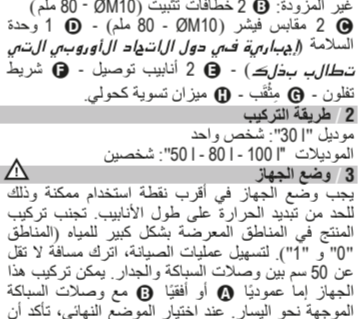 غير المزودة: B 2 خطافات تثبيت (ØM10 - 80 ملم)
C 2 مقابس فيشر (ØM10 - 80 ملم) - D 1 وحدة
السلامة (إجبارية في دول الاتحاد الأوروبي التي
تطالب بذلك) - E 2 أنابيب توصيل - F شريط
تفلون - G مِثْقَب - H ميزان تسوية كحولي.
2 / طريقة التركيب
موديل "30 l": شخص واحد
الموديلات "100 l - 80 l - 50 l": شخصين
3 / وضع الجهاز
يجب وضع الجهاز في أقرب نقطة استخدام ممكنة وذلك
للحد من تبديد الحرارة على طول الأنابيب. تجنب تركيب
المنتج في المناطق المعرضة بشكل كبير للمياه (المناطق
"0" و "1"). لتسهيل عمليات الصيانة، اترك مسافة لا تقل
عن 50 سم بين وصلات السباكة والجدار. يمكن تركيب هذا
الجهاز إما عموديًا A أو أفقيًا B مع وصلات السباكة
الموجهة نحو اليسار. عند اختيار الموضع النهائي، تأكد أن